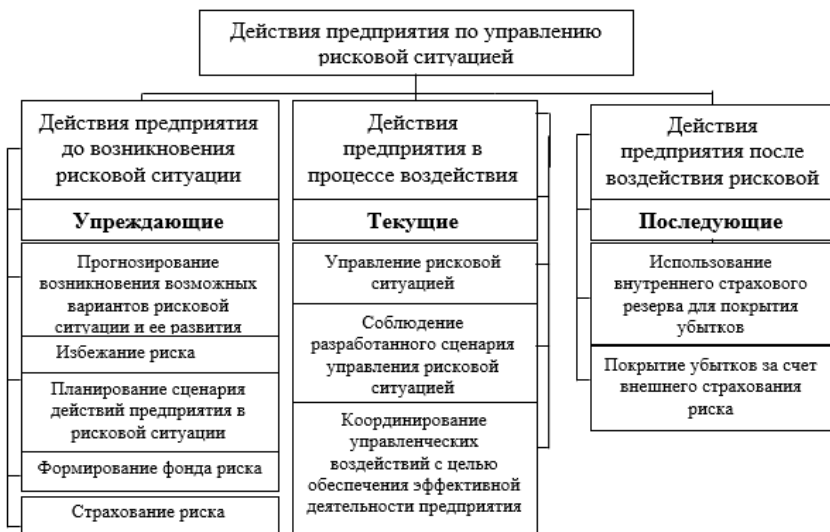 Действия предприятия по управлению
рисковой ситуацией
Действия предприятия
до возникновения
рисковой ситуации
Упреждающие
Прогнозирование
возникновения возможных
вариантов рисковой
ситуации и ее развития
Избежание риска
Планирование сценария
действий предприятия в
рисковой ситуации
Формирование фонда риска
Страхование риска
Действия
предприятия в
процессе воздействия
Текущие
Управление рисковой
ситуацией
Соблюдение
разработанного сценария
управления рисковой
ситуацией
Координирование
управленческих
воздействий с целью
обеспечения эффективной
деятельности предприятия
Действия
предприятия после
воздействия рисковой
Последующие
Использование
внутреннего страхового
резерва для покрытия
убытков
Покрытие убытков за счет
внешнего страхования
риска